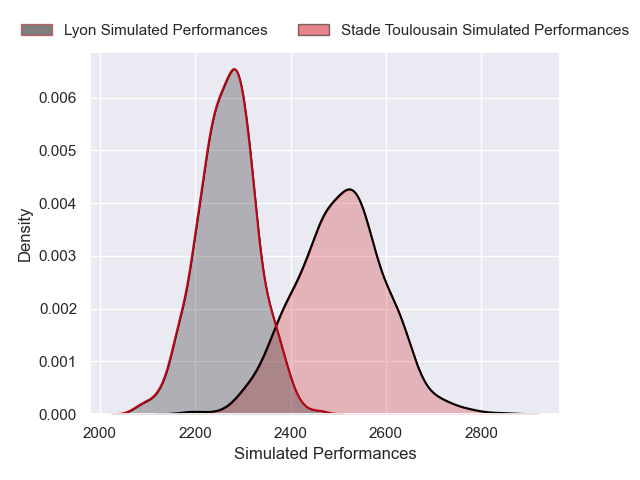 Lyon Simulated Performances Stade Toulousain Simulated Performances
0.006
0.005
0.004
0.003
0.002
0.001
0.000
Density
2000 2200 2400 2600 2800
Simulated Performances